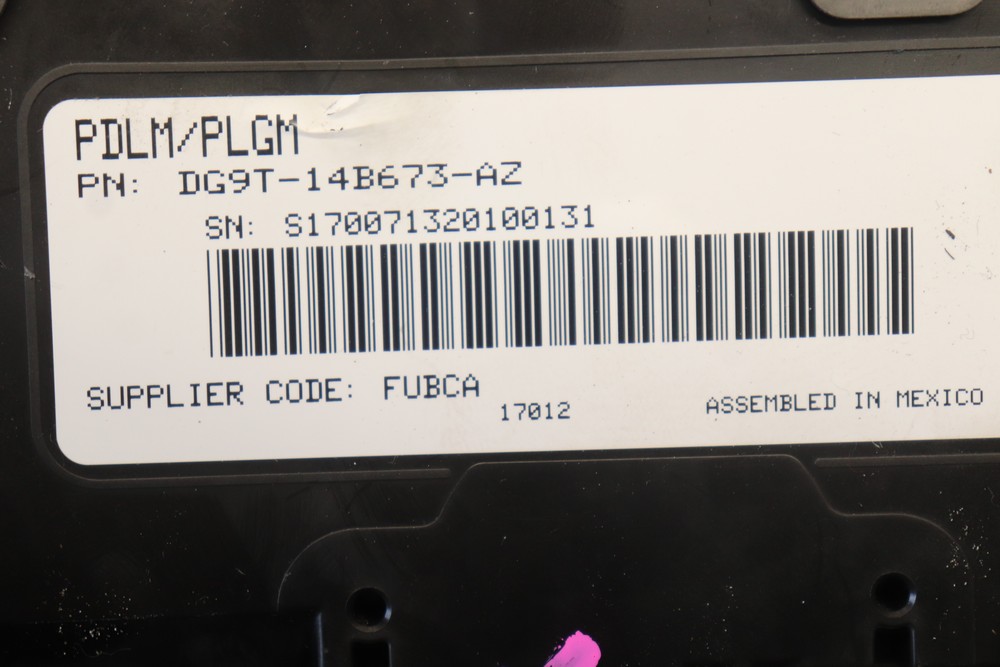 PDLM/PLGM
PN: DG9T-14B673-AZ
SN: S170071320100131
SUPPLIER CODE: FUBCA
17012
ASSEMBLED IN MEXICO